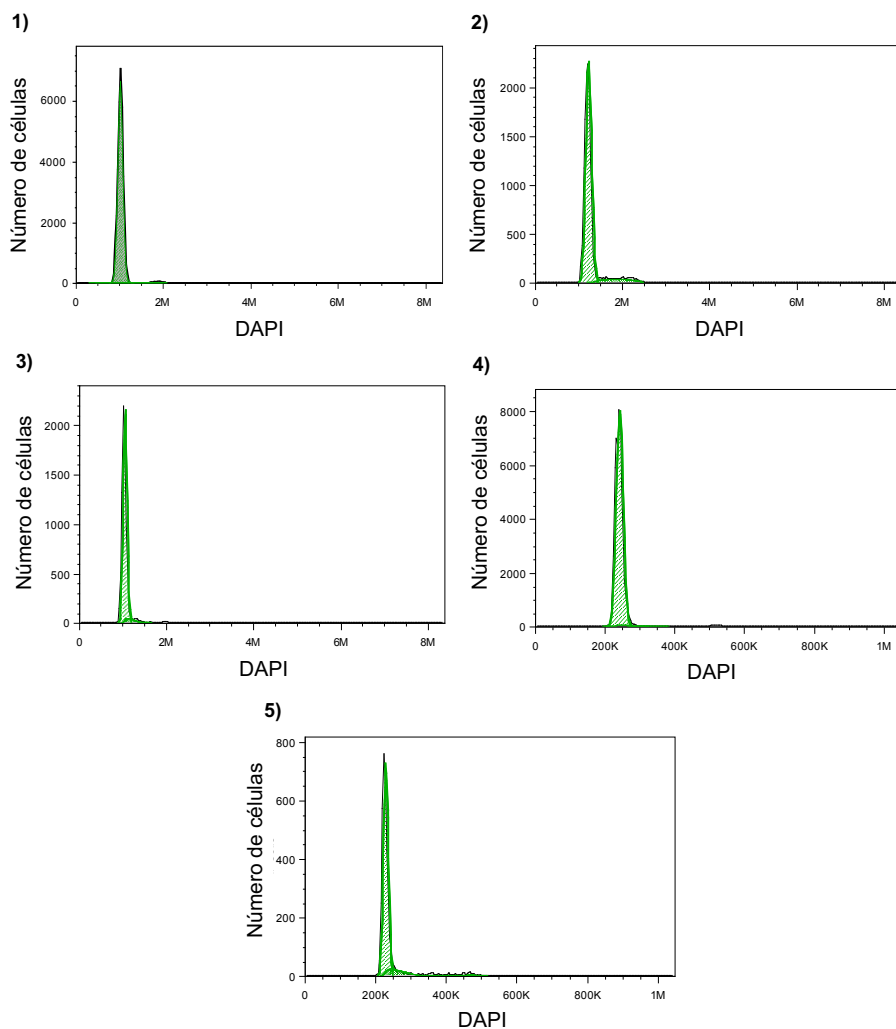 1)
Número de células
6000
4000
2000
0
0 2M 4M 6M 8M
DAPI
2)
Número de células
2000
1500
1000
500
0
0 2M 4M 6M 8M
DAPI
3)
Número de células
2000
1500
1000
500
0
0 2M 4M 6M 8M
DAPI
4)
Número de células
8000
6000
4000
2000
0
0 200K 400K 600K 800K 1M
DAPI
5)
Número de células
800
600
400
200
0
0 200K 400K 600K 800K 1M
DAPI